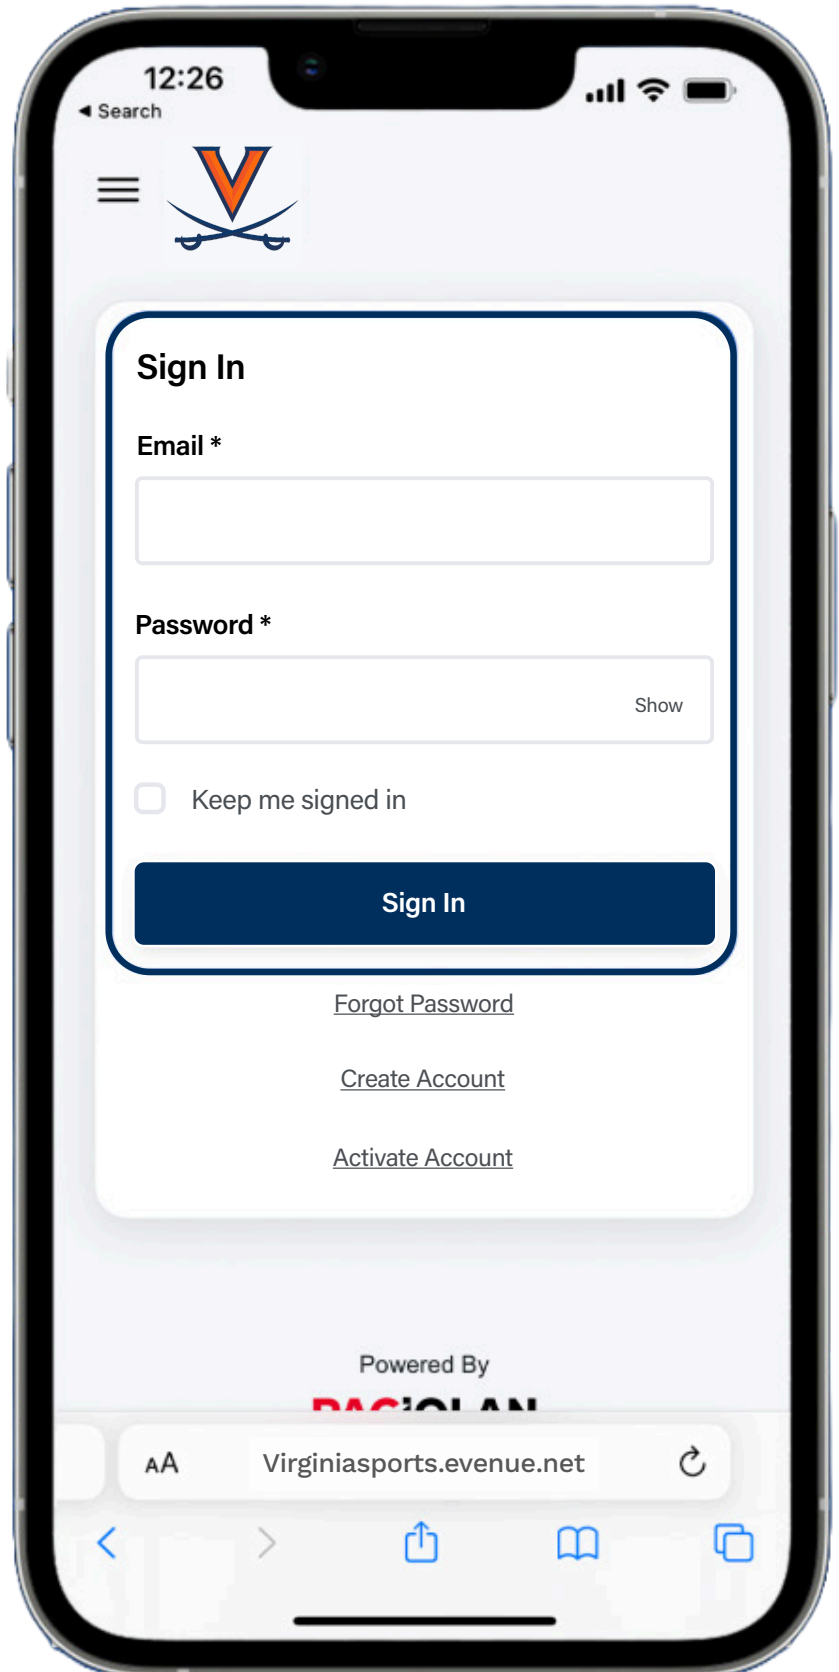 12:26
◀ Search
Sign In
Email *
Password *
Show
Keep me signed in
Sign In
Forgot Password
Create Account
Activate Account
Powered By
PACIOLAN
AA
Virginiasports.evenue.net